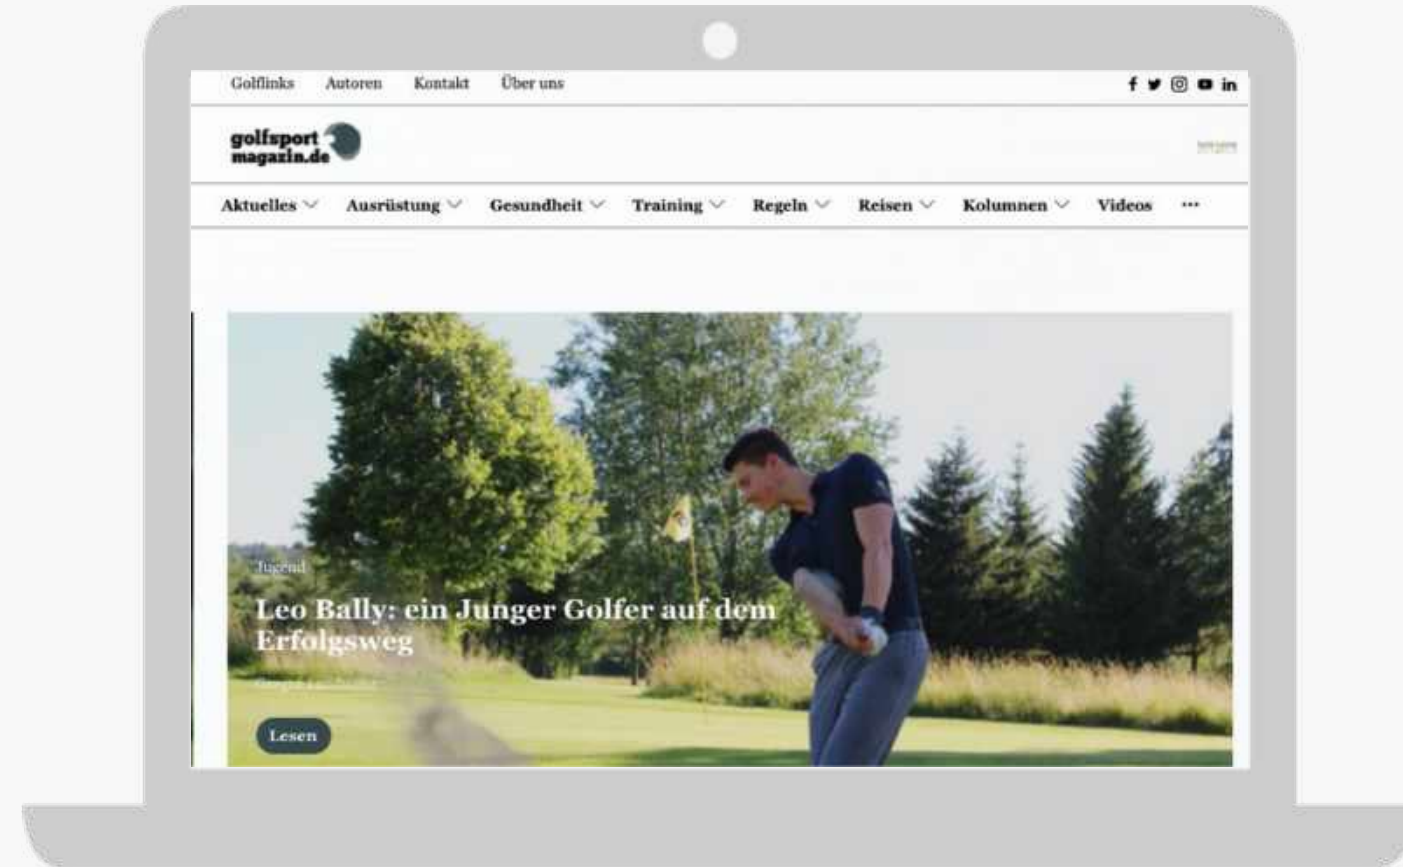 Golflinks Autoren Kontakt Über uns
golfsport
magazin.de
Aktuelles Ausrüstung Gesundheit Training Regeln Reisen Kolumnen Videos ...
Jugend
Leo Bally: ein Junger Golfer auf dem
Erfolgsweg
Lesen